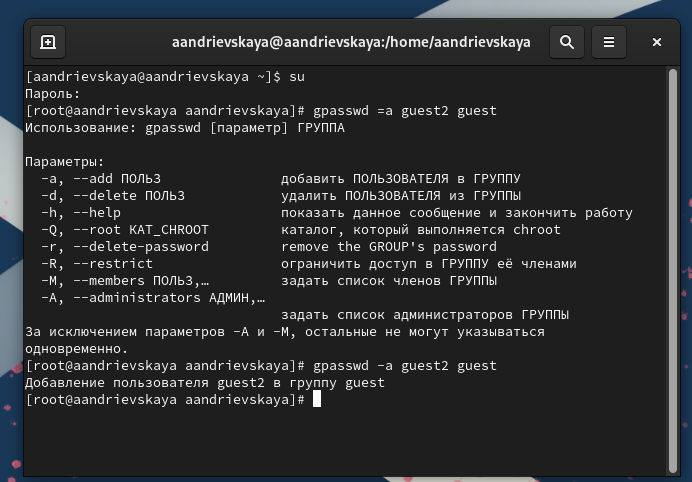 aandrievskaya@aandrievskaya:/home/aandrievskaya
[aandrievskaya@aandrievskaya ~]$ su
Пароль:
[root@aandrievskaya aandrievskaya]# gpasswd =a guest2 guest
Использование: gpasswd [параметр] ГРУППА
Параметры:
-a, --add ПОЛЬЗ добавить ПОЛЬЗОВАТЕЛЯ в ГРУППУ
-d, --delete ПОЛЬЗ удалить ПОЛЬЗОВАТЕЛЯ из ГРУППЫ
-h, --help показать данное сообщение и закончить работу
-Q, --root КАТ_CHROOT каталог, который выполняется chroot
-r, --delete-password remove the GROUP's password
-R, --restrict ограничить доступ в ГРУППУ её членами
-M, --members ПОЛЬЗ,… задать список членов ГРУППЫ
-A, --administrators АДМИН,…
задать список администраторов ГРУППЫ
За исключением параметров -A и -M, остальные не могут указываться
одновременно.
[root@aandrievskaya aandrievskaya]# gpasswd -a guest2 guest
Добавление пользователя guest2 в группу guest
[root@aandrievskaya aandrievskaya]#